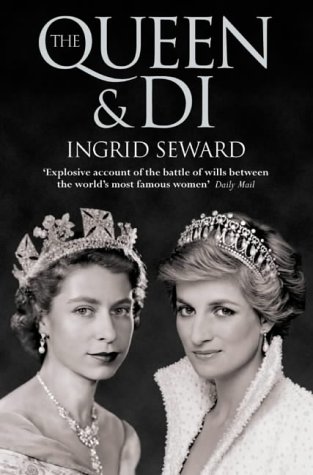 THE
QUEEN
& DI
INGRID SEWARD
‘Explosive account of the battle of wills between
the world’s most famous women’ Daily Mail